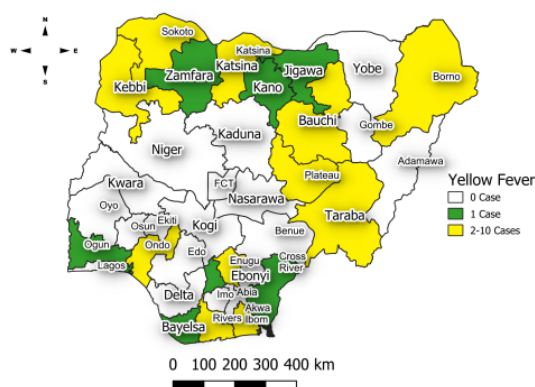 N
W E
S
Sokoto
Katsina
Kebbi
Zamfara
Katsina
Jigawa
Kano
Yobe
Borno
Bauchi
Gombe
Kaduna
Niger
Adamawa
Plateau
FCT
Nasarawa
Kwara
Taraba
Oyo
Kogi
Ekiti
Osun
Benue
Ogun
Ondo
Edo
Enugu
Cross
River
Lagos
Ebonyi
Delta
Imo
Abia
Akwa
Ibom
Rivers
Bayelsa
Yellow Fever
0 Case
1 Case
2-10 Cases
0 100 200 300 400 km